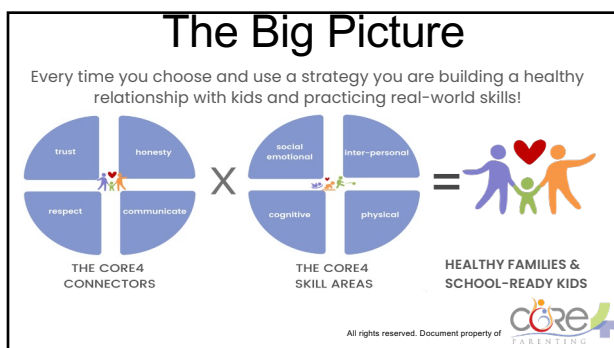 The Big Picture
Every time you choose and use a strategy you are building a healthy
relationship with kids and practicing real-world skills!
trust
honesty
respect
communicate
X
social
emotional
inter-personal
cognitive
physical
=
THE CORE4
CONNECTORS
THE CORE4
SKILL AREAS
HEALTHY FAMILIES &
SCHOOL-READY KIDS
All rights reserved. Document property of
CORE 4
PARENTING